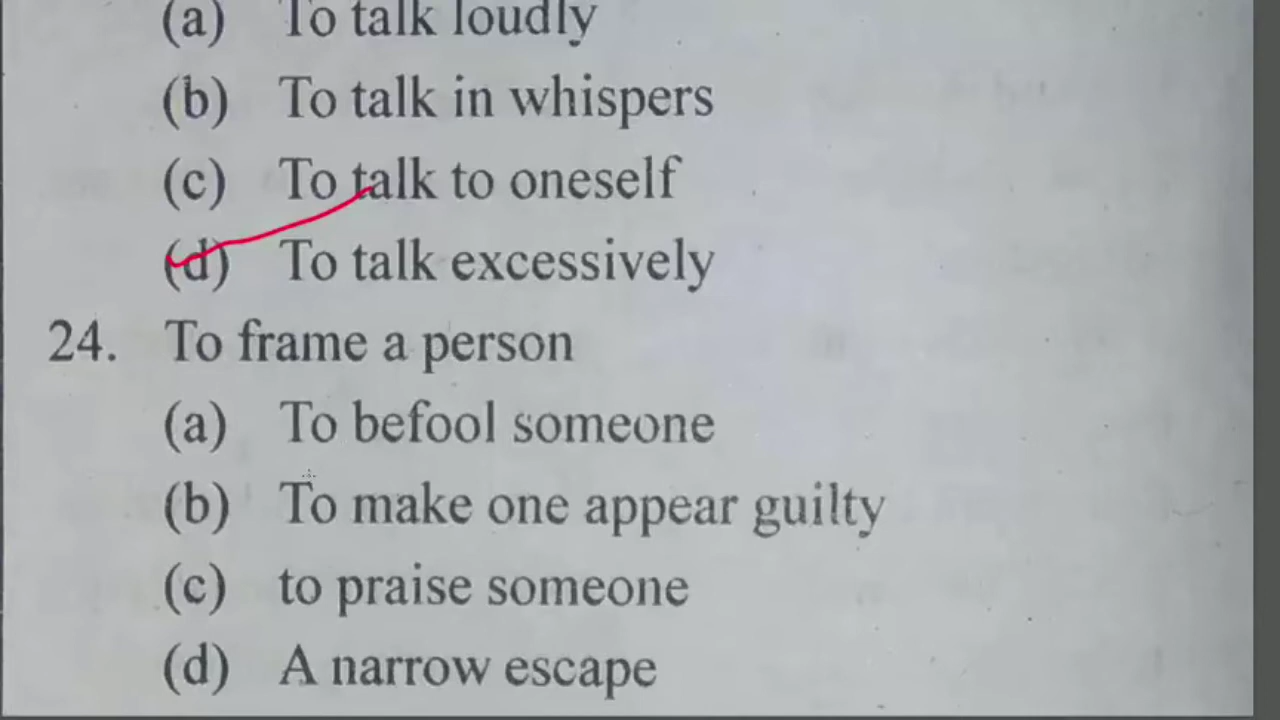 (a) To talk loudly
(b) To talk in whispers
(c) To talk to oneself
(d) To talk excessively
24. To frame a person
(a) To befool someone
(b) To make one appear guilty
(c) to praise someone
(d) A narrow escape